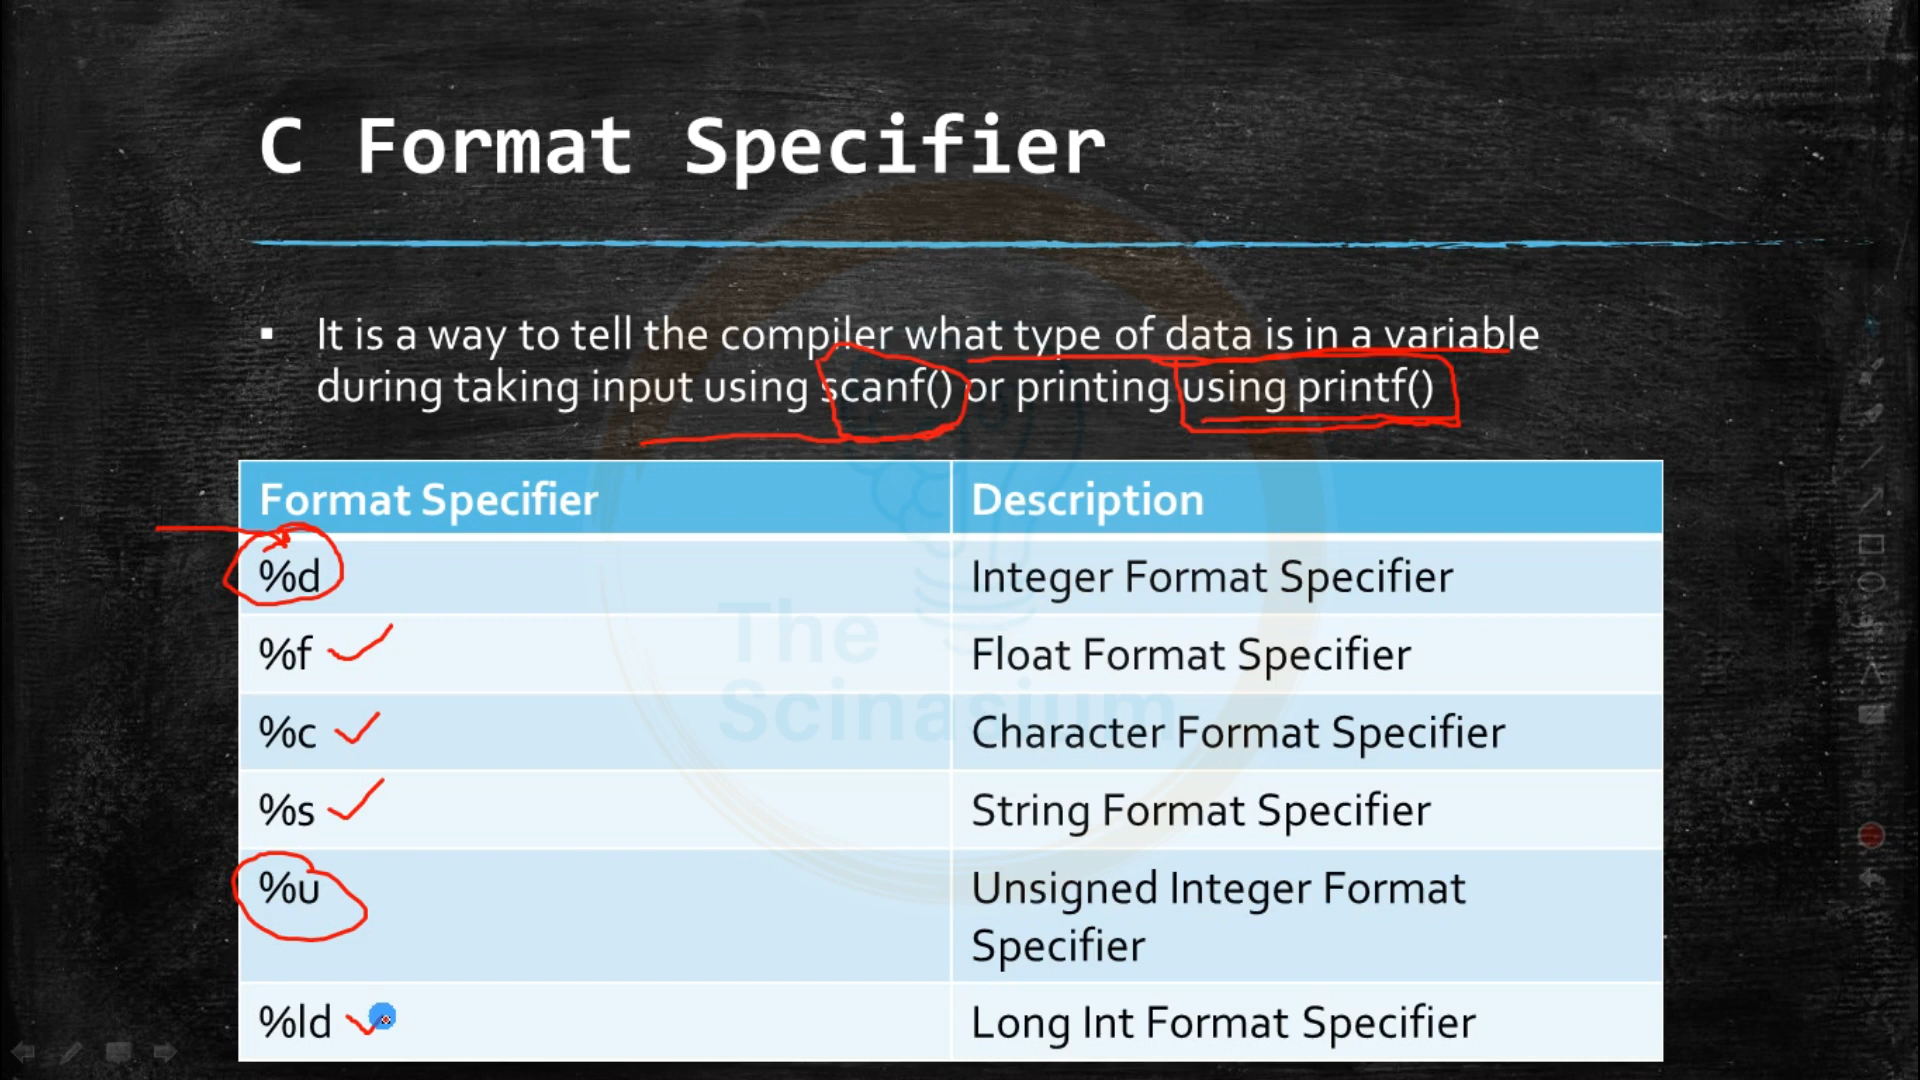 C Format Specifier
▪ It is a way to tell the compiler what type of data is in a variable
during taking input using scanf() or printing using printf()
Format Specifier Description
%d Integer Format Specifier
%f Float Format Specifier
%c Character Format Specifier
%s String Format Specifier
%u Unsigned Integer Format
Specifier
%ld Long Int Format Specifier
The
Scinasium